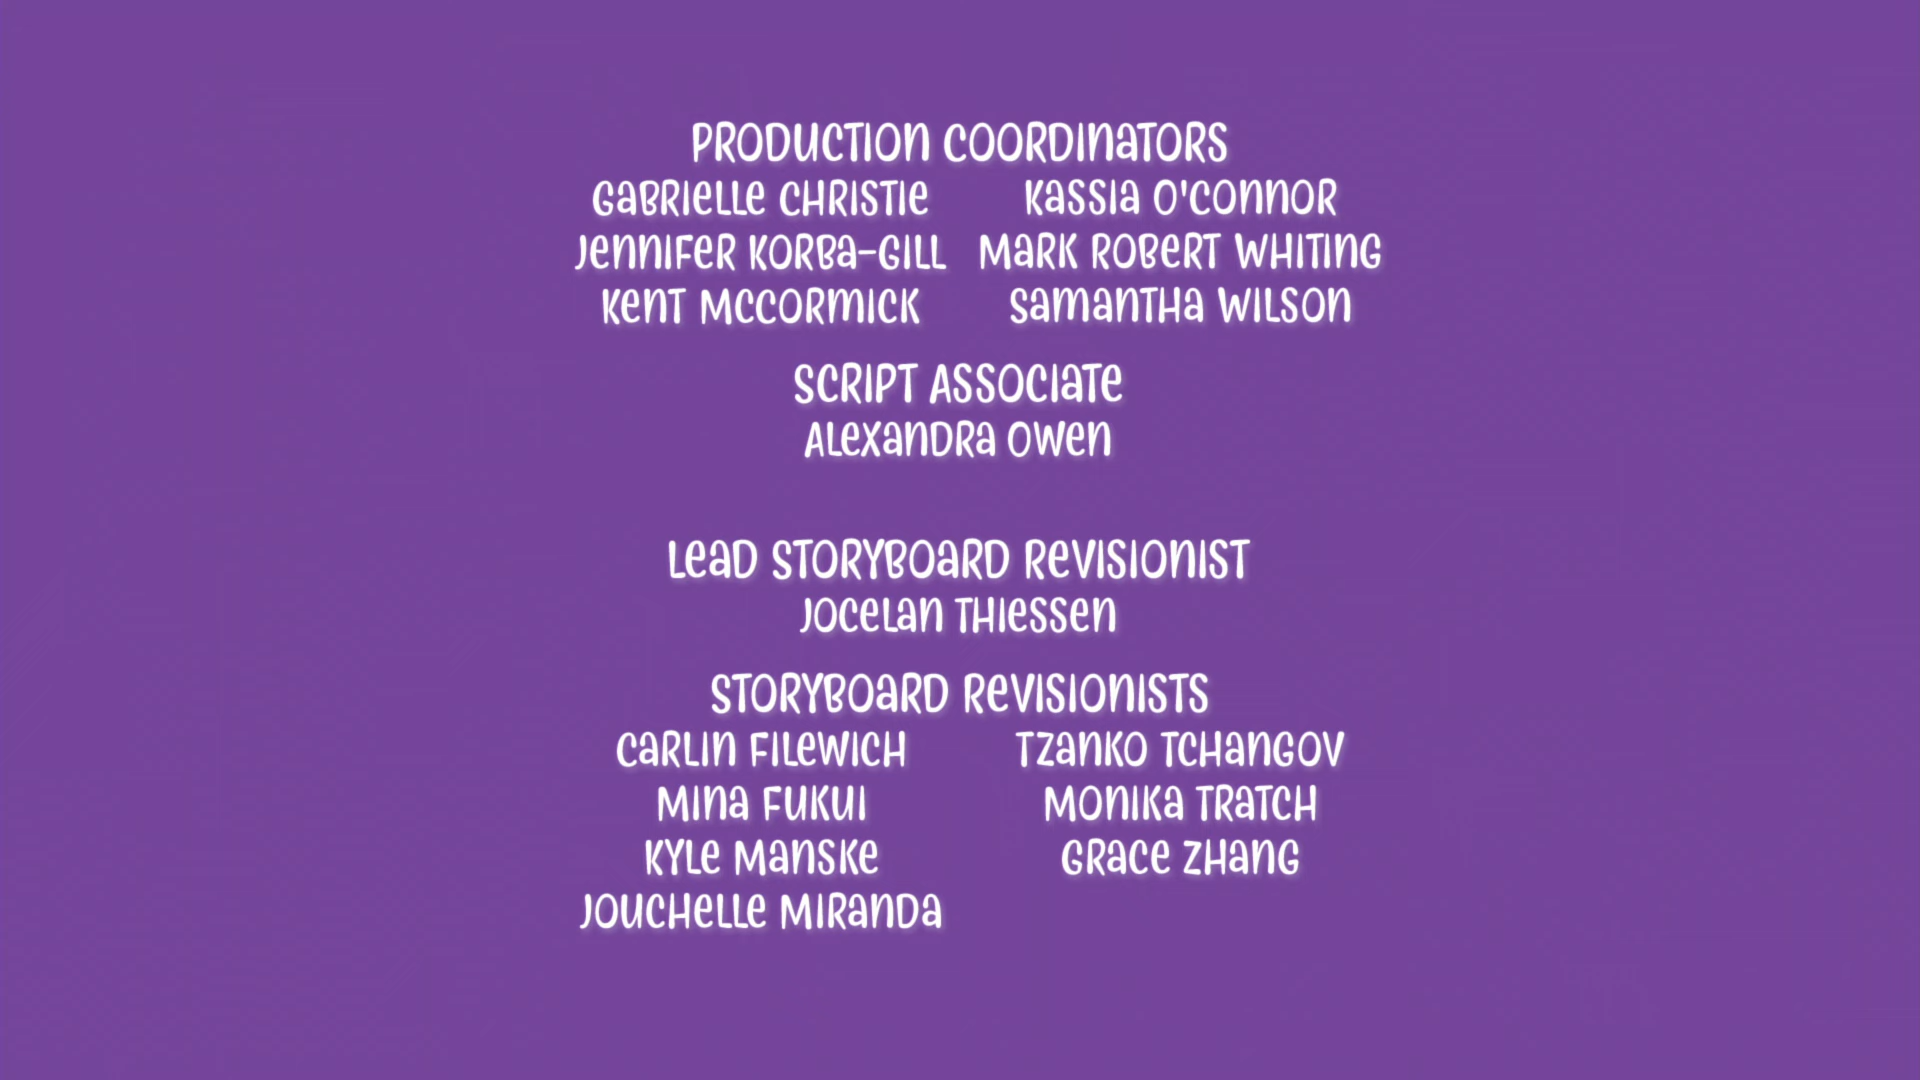 PRODUCTION COORDINATORS
GABRIELLE CHRISTIE KASSIA O'CONNOR
JENNIFER KORBA-GILL MARK ROBERT WHITING
KENT MCCORMICK SAMANTHA WILSON
SCRIPT ASSOCIATE
ALEXANDRA OWEN
LEAD STORYBOARD REVISIONIST
JOCELAN THIESSEN
STORYBOARD REVISIONISTS
CARLIN FILEWICH TZANKO TCHANGOV
MINA FUKUI MONIKA TRATCH
KYLE MANSKE GRACE ZHANG
JOUCHELLE MIRANDA